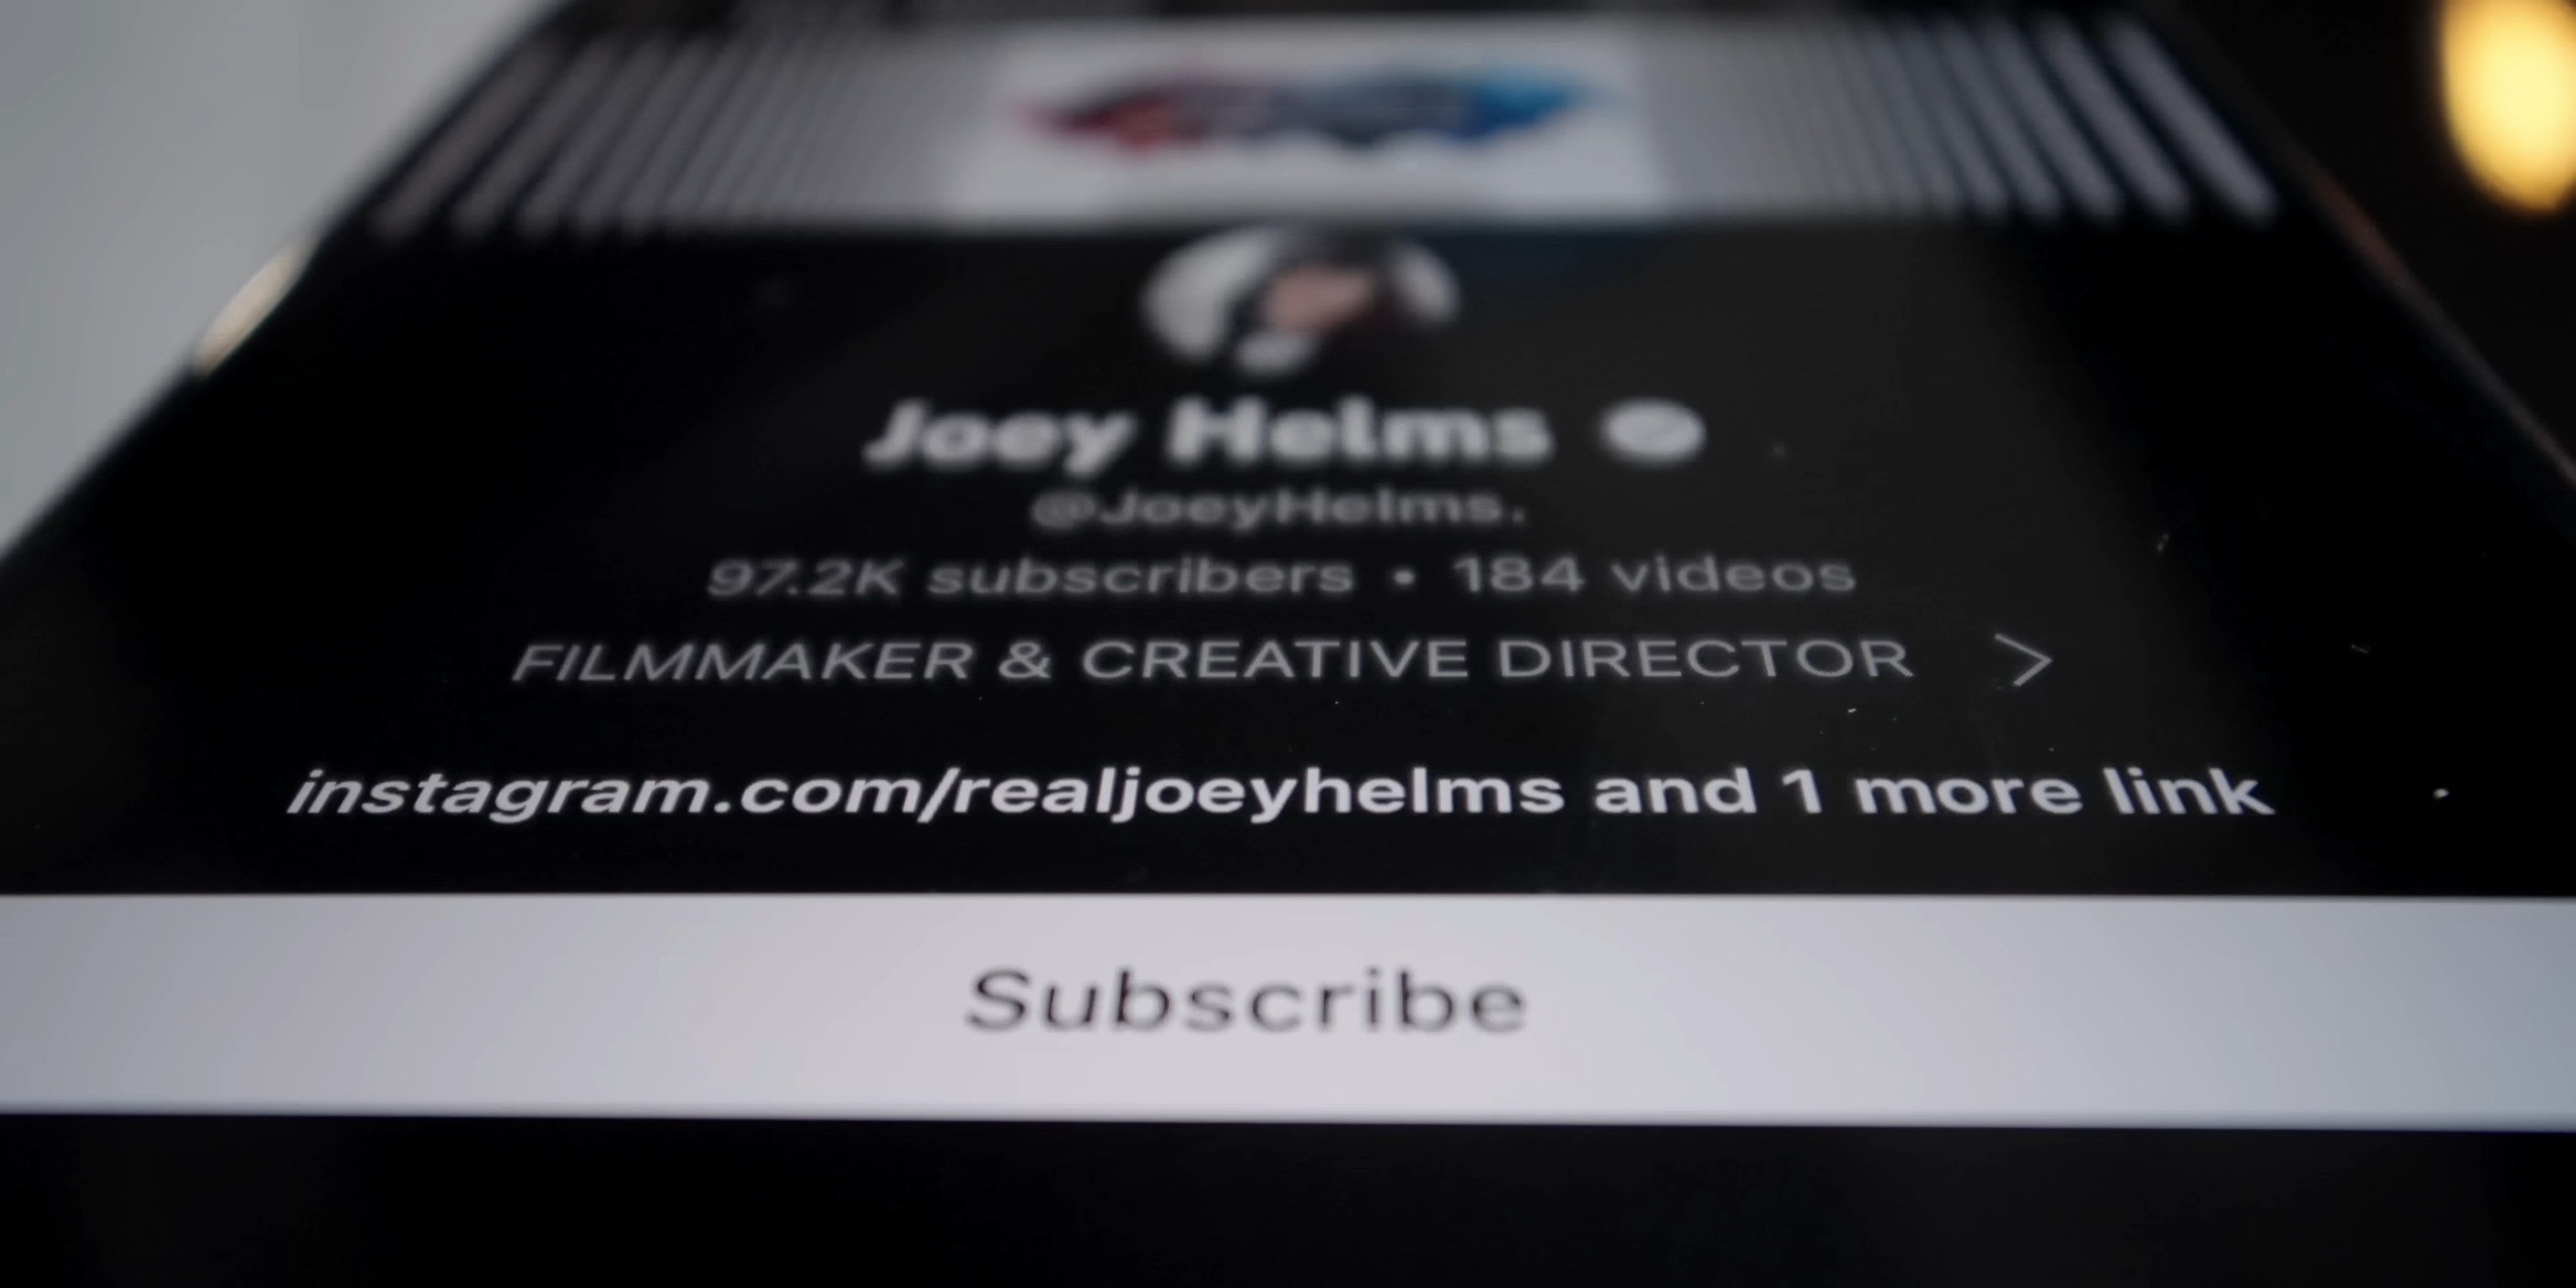 Joey Helms
@JoeyHelms.
97.2K subscribers • 184 videos
FILMMAKER & CREATIVE DIRECTOR >
instagram.com/realjoeyhelms and 1 more link
Subscribe